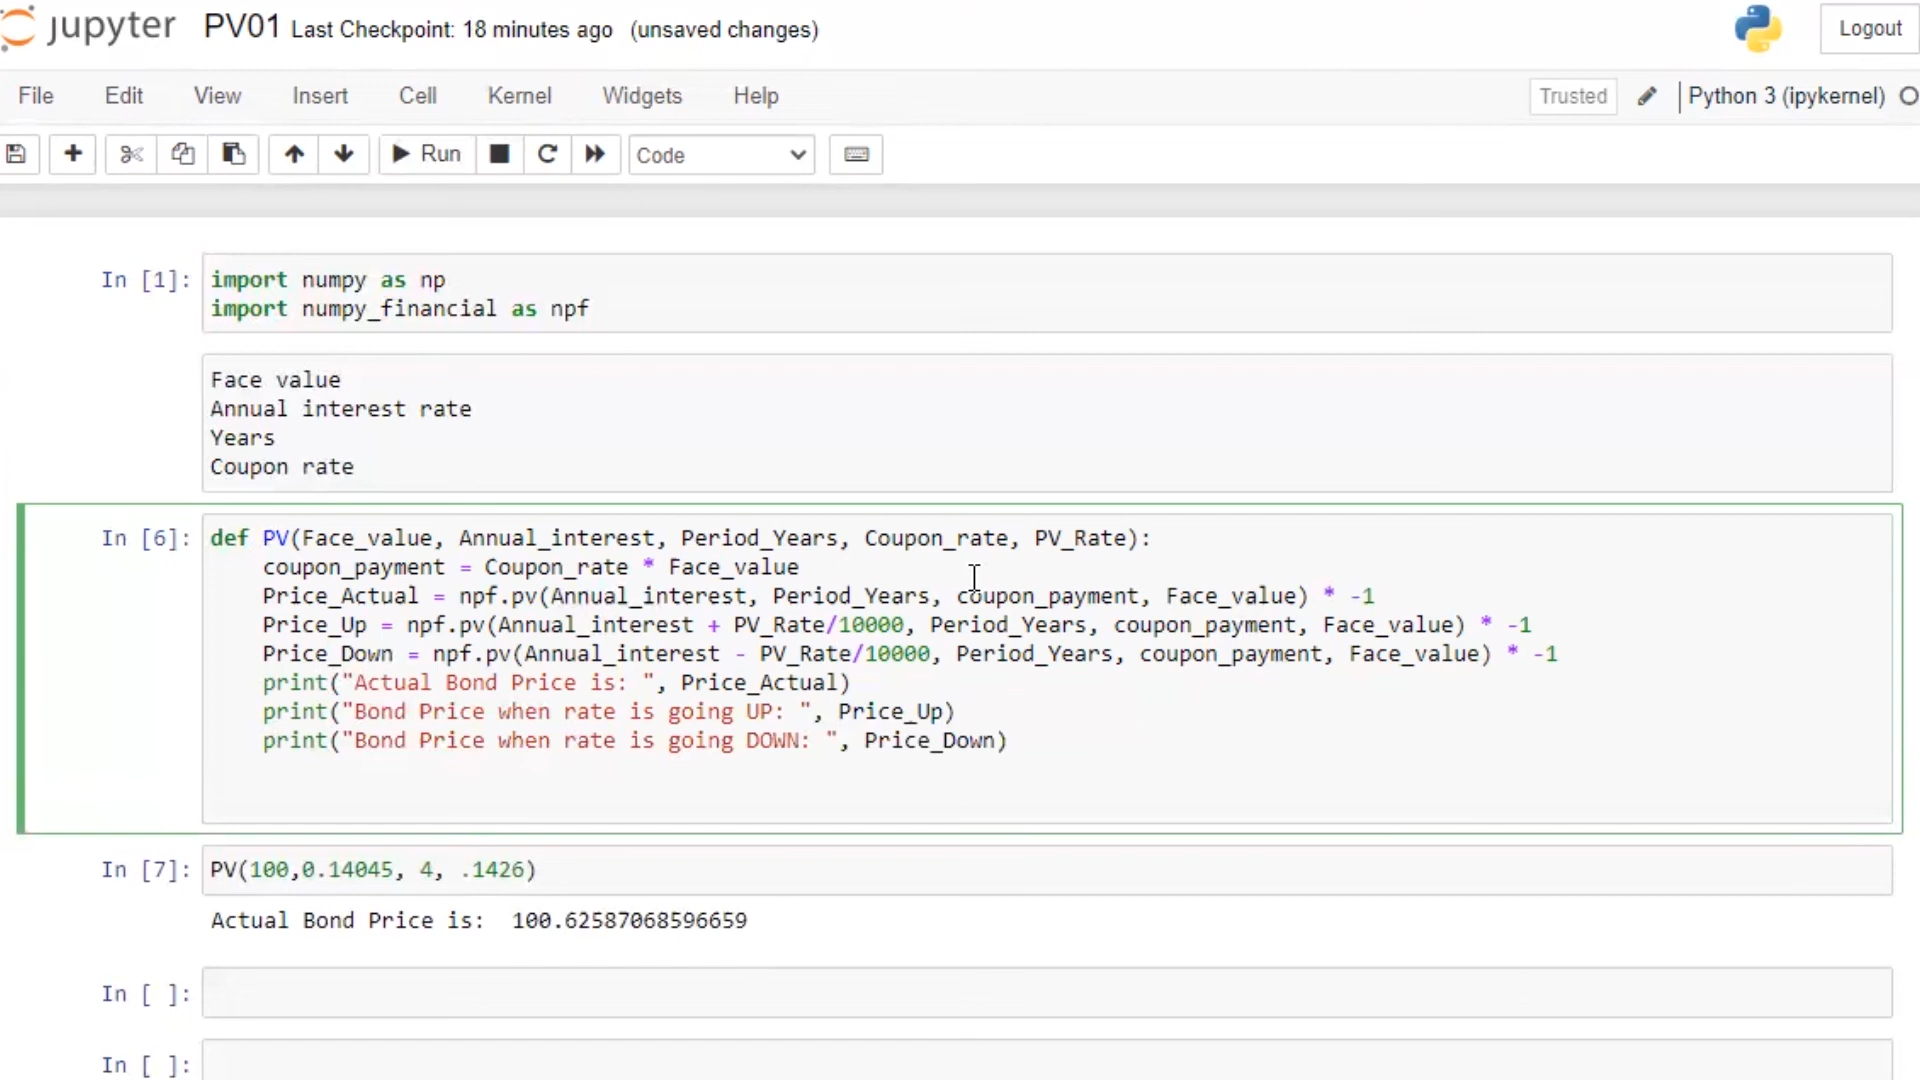 jupyter PV01 Last Checkpoint: 18 minutes ago (unsaved changes) Logout
File Edit View Insert Cell Kernel Widgets Help Trusted Python 3 (ipykernel)
Run Code
In [1]: import numpy as np
import numpy_financial as npf
Face value
Annual interest rate
Years
Coupon rate
In [6]: def PV(Face_value, Annual_interest, Period_Years, Coupon_rate, PV_Rate):
coupon_payment = Coupon_rate * Face_value
Price_Actual = npf.pv(Annual_interest, Period_Years, coupon_payment, Face_value) * -1
Price_Up = npf.pv(Annual_interest + PV_Rate/10000, Period_Years, coupon_payment, Face_value) * -1
Price_Down = npf.pv(Annual_interest - PV_Rate/10000, Period_Years, coupon_payment, Face_value) * -1
print("Actual Bond Price is: ", Price_Actual)
print("Bond Price when rate is going UP: ", Price_Up)
print("Bond Price when rate is going DOWN: ", Price_Down)
In [7]: PV(100,0.14045, 4, .1426)
Actual Bond Price is:  100.62587068596659
In [ ]:
In [ ]: